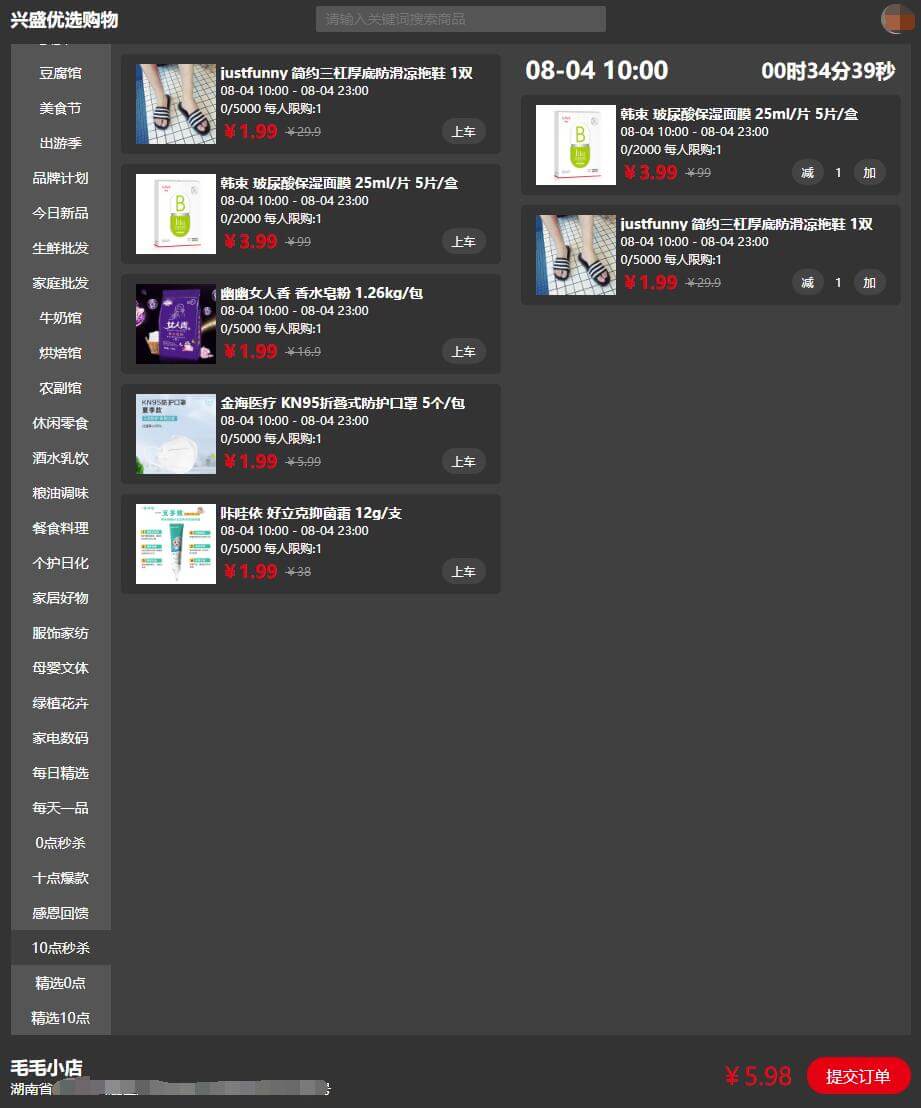 兴盛优选购物
请输入关键词搜索商品
豆腐馆
美食节
出游季
品牌计划
今日新品
生鲜批发
家庭批发
牛奶馆
烘焙馆
农副馆
休闲零食
酒水乳饮
粮油调味
餐食料理
个护日化
家居好物
服饰家纺
母婴文体
绿植花卉
家电数码
每日精选
每天一品
0点秒杀
十点爆款
感恩回馈
10点秒杀
精选0点
精选10点
justfunny 简约三杠厚底防滑凉拖鞋 1双
08-04 10:00 - 08-04 23:00
0/5000 每人限购:1
￥1.99 ￥29.9
上车
韩束 玻尿酸保湿面膜 25ml/片 5片/盒
08-04 10:00 - 08-04 23:00
0/2000 每人限购:1
￥3.99 ￥99
上车
幽幽女人香 香水皂粉 1.26kg/包
08-04 10:00 - 08-04 23:00
0/5000 每人限购:1
￥1.99 ￥16.9
上车
KN95防护口罩
夏季款
金海医疗 KN95折叠式防护口罩 5个/包
08-04 10:00 - 08-04 23:00
0/5000 每人限购:1
￥1.99 ￥5.99
上车
咔哇依 好立克抑菌霜 12g/支
08-04 10:00 - 08-04 23:00
0/5000 每人限购:1
￥1.99 ￥38
上车
08-04 10:00
00时34分39秒
韩束 玻尿酸保湿面膜 25ml/片 5片/盒
08-04 10:00 - 08-04 23:00
0/2000 每人限购:1
￥3.99 ￥99
减 1 加
justfunny 简约三杠厚底防滑凉拖鞋 1双
08-04 10:00 - 08-04 23:00
0/5000 每人限购:1
￥1.99 ￥29.9
减 1 加
毛毛小店
湖南省
￥5.98
提交订单